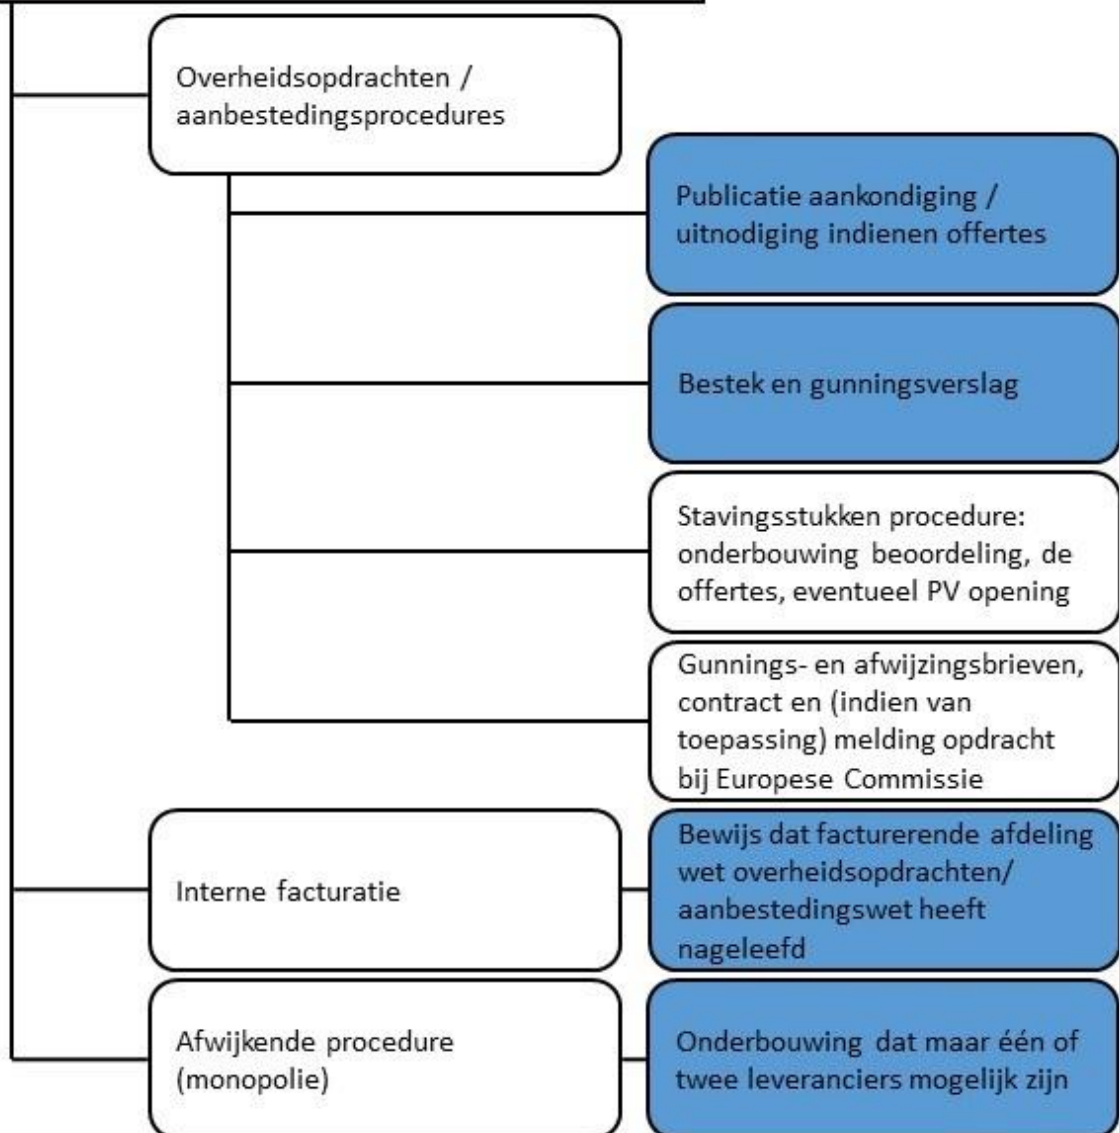 Overheidsopdrachten /
aanbestedingsprocedures
Publicatie aankondiging /
uitnodiging indienen offertes
Bestek en gunningsverslag
Stavingsstukken procedure:
onderbouwing beoordeling, de
offertes, eventueel PV opening
Gunnings- en afwijzingsbrieven,
contract en (indien van
toepassing) melding opdracht
bij Europese Commissie
Interne facturatie
Bewijs dat facturerende afdeling
wet overheidsopdrachten/
aanbestedingswet heeft
nageleefd
Afwijkende procedure
(monopolie)
Onderbouwing dat maar één of
twee leveranciers mogelijk zijn